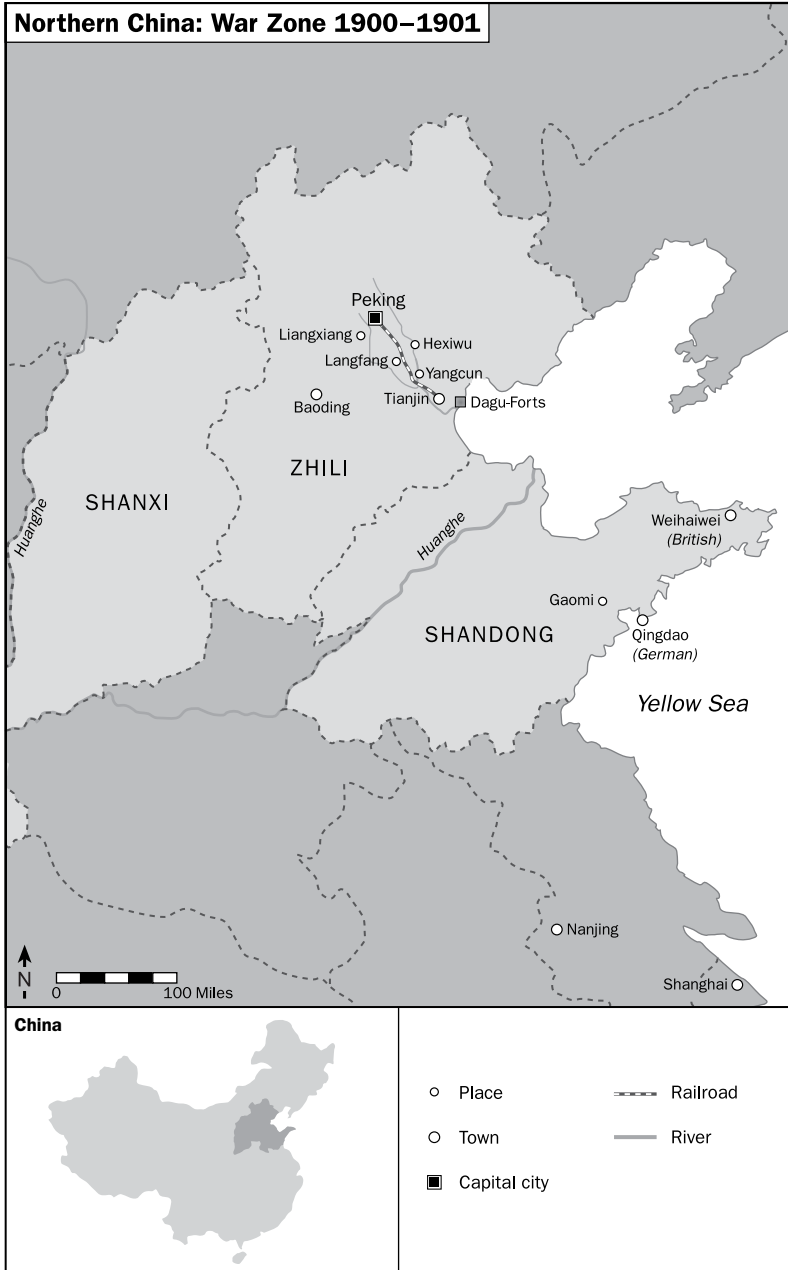 Northern China: War Zone 1900–1901
Peking
Liangxiang
Hexiwu
Langfang
Yangcun
Baoding
Tianjin
Dagu-Forts
ZHILI
SHANXI
Huanghe
Huanghe
Weihaiwei
(British)
Gaomi
SHANDONG
Qingdao
(German)
Yellow Sea
Nanjing
Shanghai
N
0
100 Miles
China
Place
Railroad
Town
River
Capital city